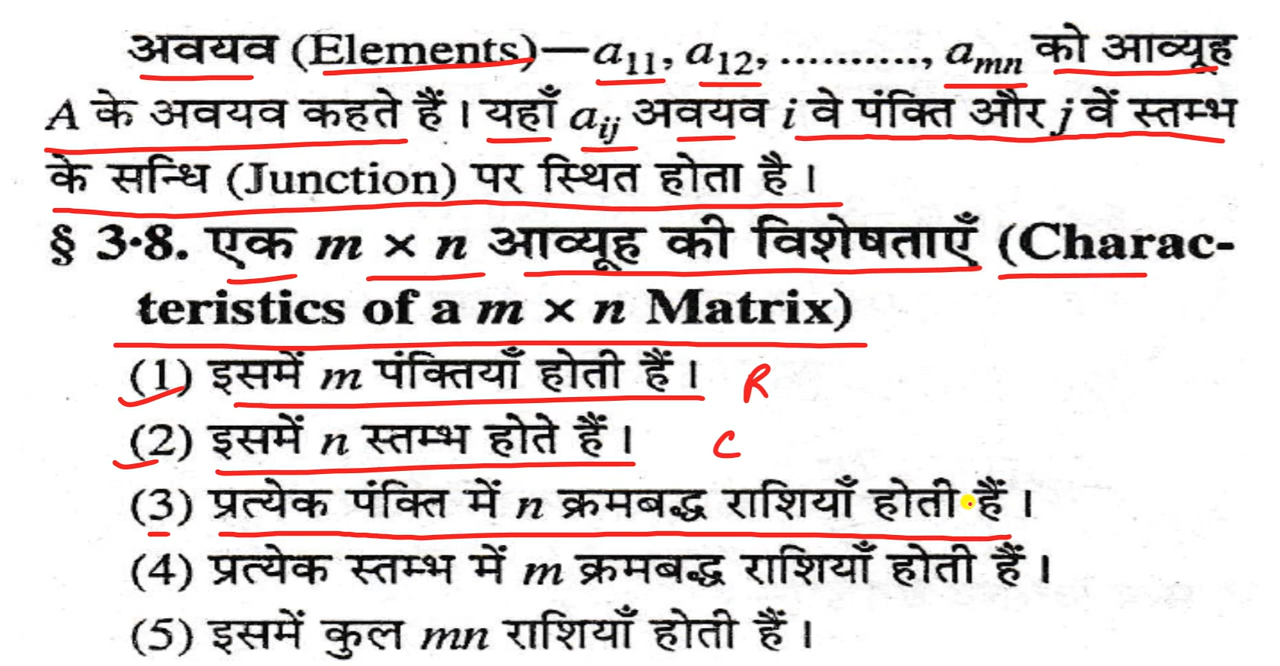 अवयव (Elements)—a11, a12, ..........., amn को आव्यूह
A के अवयव कहते हैं। यहाँ aij अवयव i वे पंक्ति और j वें स्तम्भ
के सन्धि (Junction) पर स्थित होता है।
§ 3·8. एक m × n आव्यूह की विशेषताएँ (Charac-
teristics of a m × n Matrix)
(1) इसमें m पंक्तियाँ होती हैं। R
(2) इसमें n स्तम्भ होते हैं। C
(3) प्रत्येक पंक्ति में n क्रमबद्ध राशियाँ होती हैं।
(4) प्रत्येक स्तम्भ में m क्रमबद्ध राशियाँ होती हैं।
(5) इसमें कुल mn राशियाँ होती हैं।